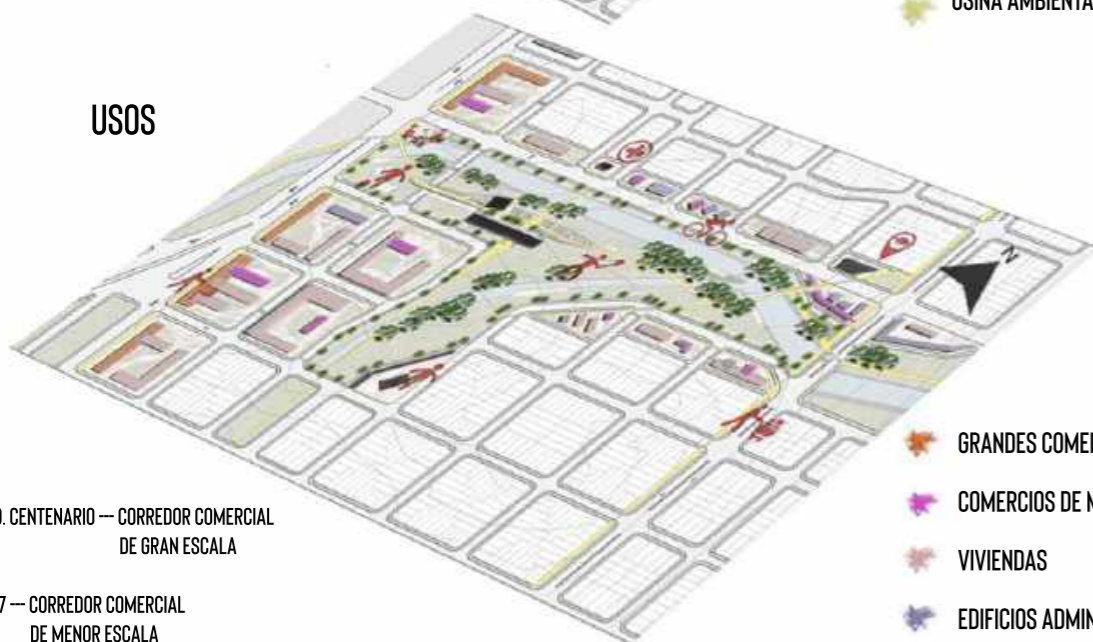 USINA AMBIENTA
USOS
N
GRANDES COMER
O. CENTENARIO --- CORREDOR COMERCIAL
DE GRAN ESCALA
COMERCIOS DE M
VIVIENDAS
7 --- CORREDOR COMERCIAL
DE MENOR ESCALA
EDIFICIOS ADMIN